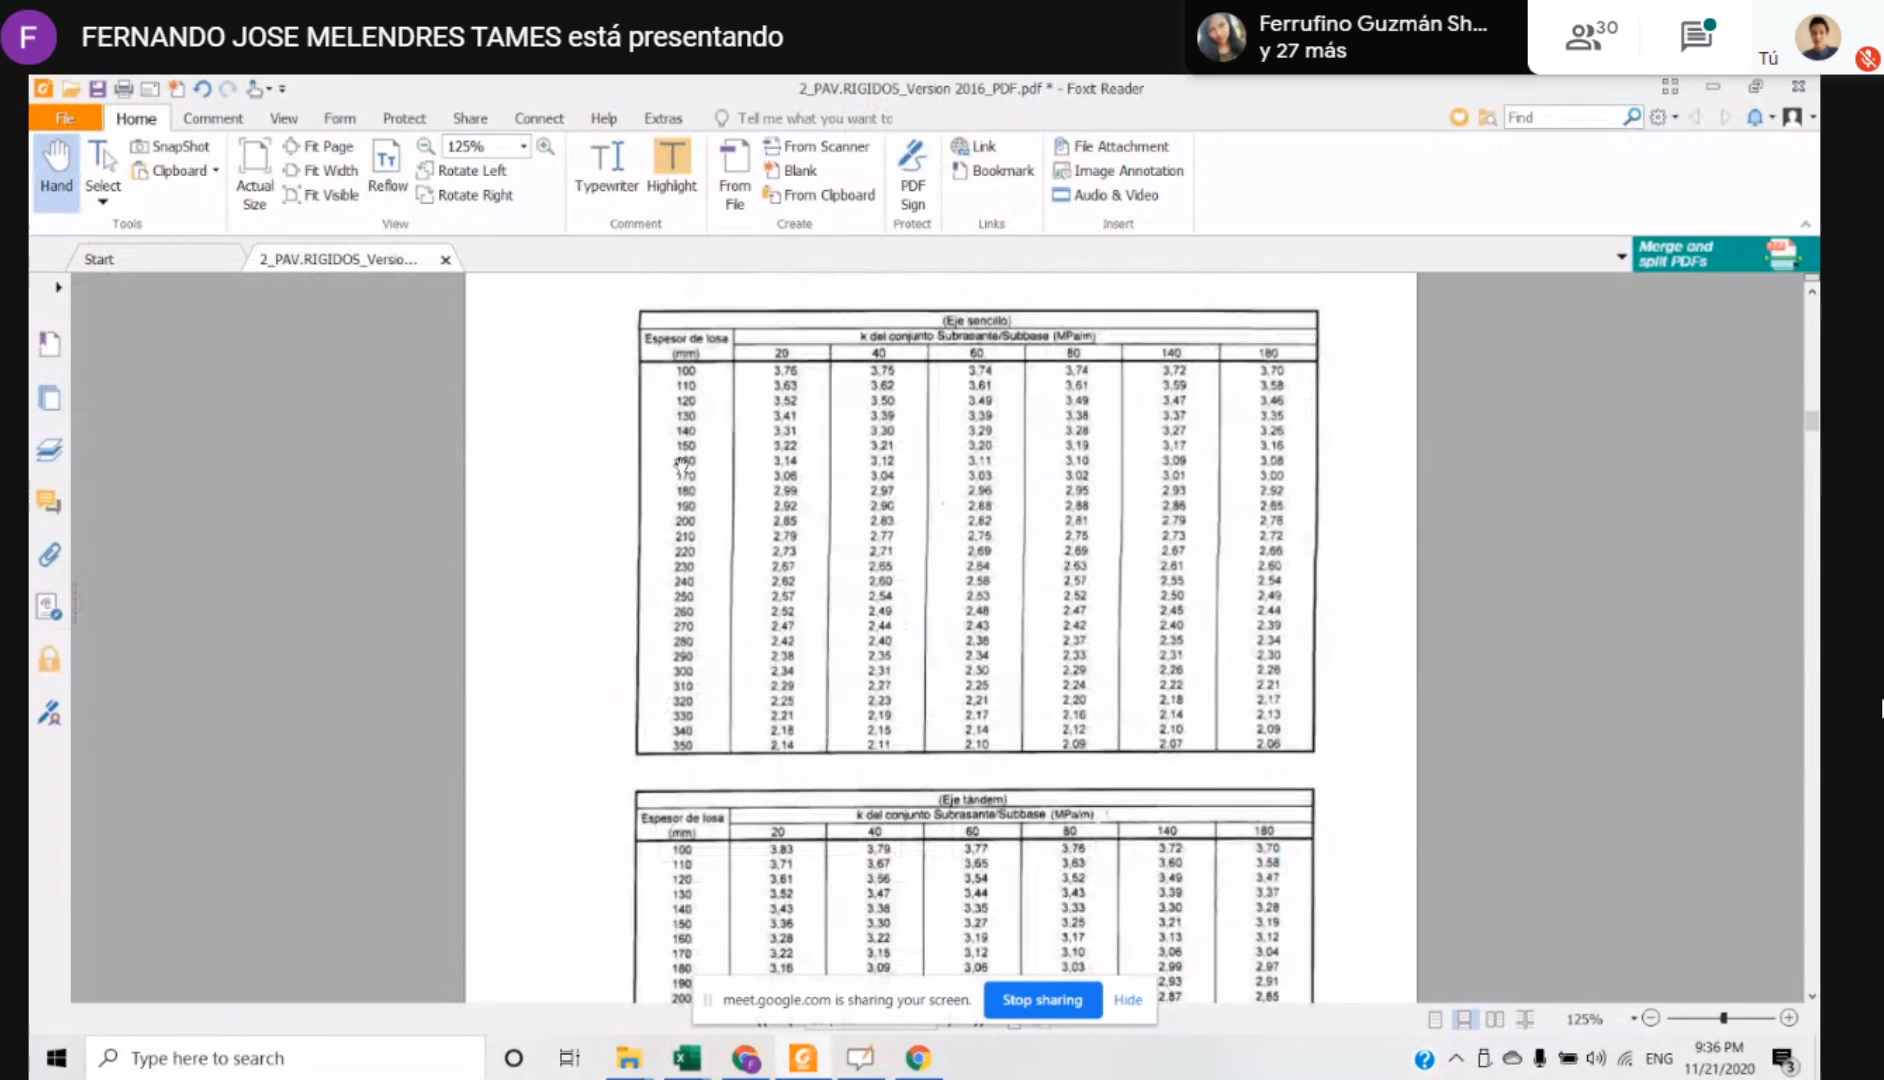 F FERNANDO JOSE MELENDRES TAMES está presentando
Ferrufino Guzmán Sh...
y 27 más
30
Tú
2_PAV.RIGIDOS_Version 2016_PDF.pdf * - Foxit Reader
File Home Comment View Form Protect Share Connect Help Extras Tell me what you want to
Find
Hand
Select
SnapShot
Clipboard
Tools
Actual
Size
Fit Page
Fit Width
Fit Visible
Reflow
125%
Rotate Left
Rotate Right
View
Typewriter
Highlight
Comment
From
File
From Scanner
Blank
From Clipboard
Create
PDF
Sign
Protect
Link
Bookmark
Links
File Attachment
Image Annotation
Audio & Video
Insert
Start
2_PAV.RIGIDOS_Versio...
Merge and
split PDFs
(Eje sencillo)
Espesor de losa k del conjunto Subrasante/Subbase (MPa/m)
(mm) 20 40 60 80 140 180
100 3,76 3,75 3,74 3,74 3,72 3,70
110 3,63 3,62 3,61 3,61 3,59 3,58
120 3,52 3,50 3,49 3,49 3,47 3,46
130 3,41 3,39 3,39 3,38 3,37 3,35
140 3,31 3,30 3,29 3,28 3,27 3,26
150 3,22 3,21 3,20 3,19 3,17 3,16
3,14 3,12 3,11 3,10 3,09 3,08
170 3,06 3,04 3,03 3,02 3,01 3,00
180 2,99 2,97 2,96 2,95 2,93 2,92
190 2,92 2,90 2,88 2,88 2,86 2,85
200 2,85 2,83 2,82 2,81 2,79 2,78
210 2,79 2,77 2,75 2,75 2,73 2,72
220 2,73 2,71 2,69 2,69 2,67 2,66
230 2,67 2,65 2,64 2,63 2,61 2,60
240 2,62 2,60 2,58 2,57 2,55 2,54
250 2,57 2,54 2,53 2,52 2,50 2,49
260 2,52 2,49 2,48 2,47 2,45 2,44
270 2,47 2,44 2,43 2,42 2,40 2,39
280 2,42 2,40 2,38 2,37 2,35 2,34
290 2,38 2,35 2,34 2,33 2,31 2,30
300 2,34 2,31 2,30 2,29 2,26 2,26
310 2,29 2,27 2,25 2,24 2,22 2,21
320 2,25 2,23 2,21 2,20 2,18 2,17
330 2,21 2,19 2,17 2,16 2,14 2,13
340 2,18 2,15 2,14 2,12 2,10 2,09
350 2,14 2,11 2,10 2,09 2,07 2,06
(Eje tándem)
Espesor de losa k del conjunto Subrasante/Subbase (MPa/m)
(mm) 20 40 60 80 140 180
100 3,83 3,79 3,77 3,76 3,72 3,70
110 3,71 3,67 3,65 3,63 3,60 3,58
120 3,61 3,56 3,54 3,52 3,49 3,47
130 3,52 3,47 3,44 3,43 3,39 3,37
140 3,43 3,38 3,35 3,33 3,30 3,28
150 3,36 3,30 3,27 3,25 3,21 3,19
160 3,28 3,22 3,19 3,17 3,13 3,12
170 3,22 3,15 3,12 3,10 3,06 3,04
180 3,16 3,09 3,06 3,03 2,99 2,97
190 2,93 2,91
200 2,87 2,85
meet.google.com is sharing your screen. Stop sharing Hide
125%
Type here to search
ENG
9:36 PM
11/21/2020
3